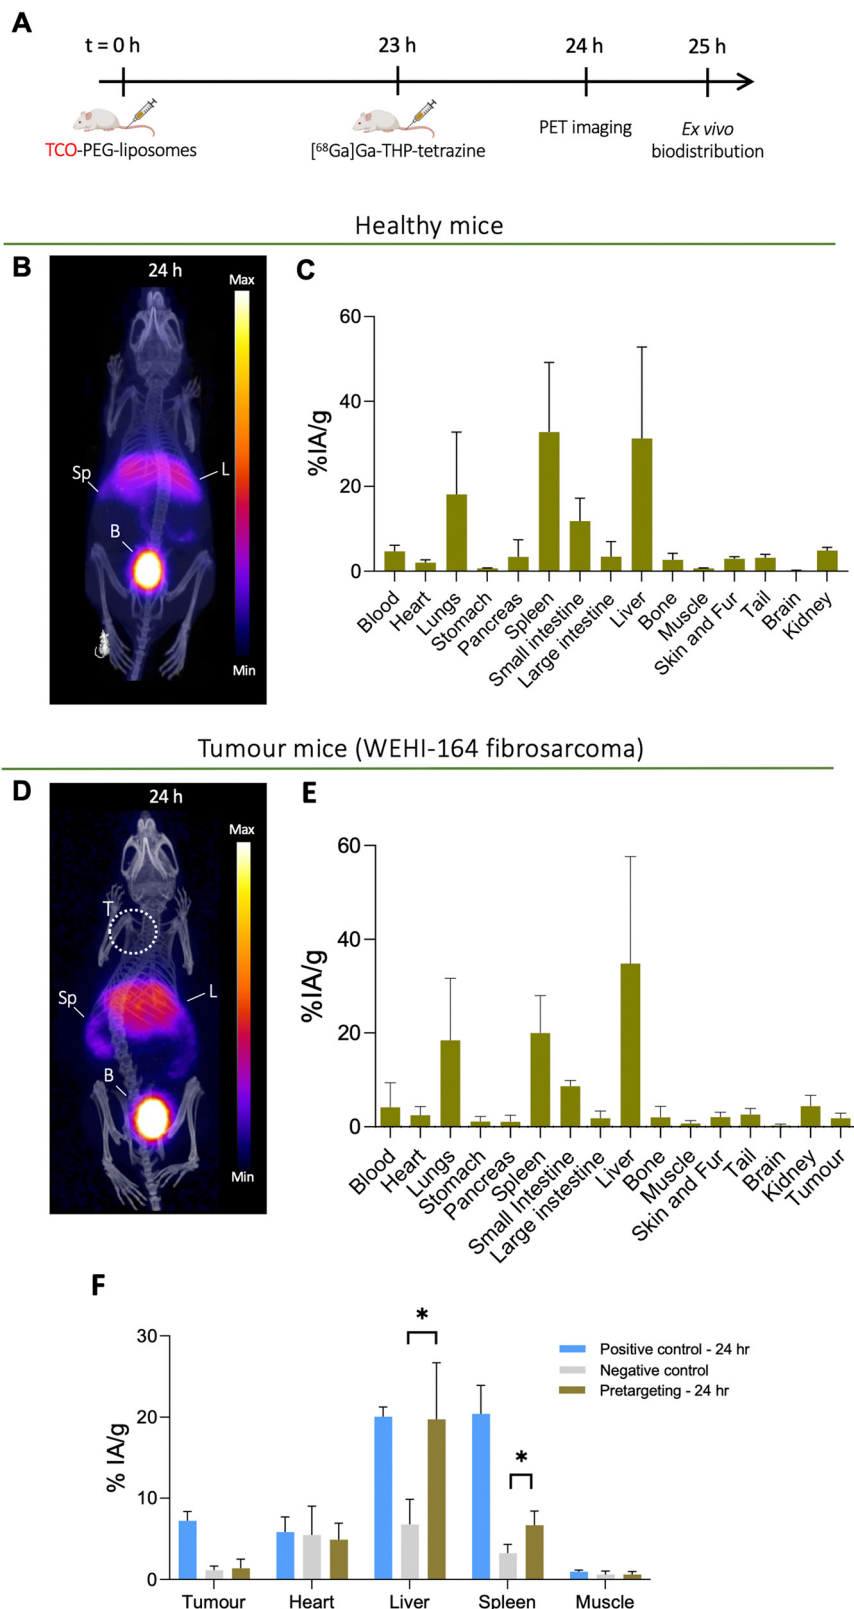 A
t = 0 h
23 h
24 h
25 h
TCO-PEG-liposomes
[⁶⁸Ga]Ga-THP-tetrazine
PET imaging
Ex vivo
biodistribution
Healthy mice
B
24 h
Max
Sp
L
B
Min
C
%IA/g
60
40
20
0
Blood
Heart
Lungs
Stomach
Pancreas
Spleen
Small intestine
Large intestine
Liver
Bone
Muscle
Skin and Fur
Tail
Brain
Kidney
Tumour mice (WEHI-164 fibrosarcoma)
D
24 h
Max
T
Sp
L
B
Min
E
%IA/g
60
40
20
0
Blood
Heart
Lungs
Stomach
Pancreas
Spleen
Small Intestine
Large instestine
Liver
Bone
Muscle
Skin and Fur
Tail
Brain
Kidney
Tumour
F
% IA/g
30
20
10
0
*
*
Positive control - 24 hr
Negative control
Pretargeting - 24 hr
Tumour
Heart
Liver
Spleen
Muscle